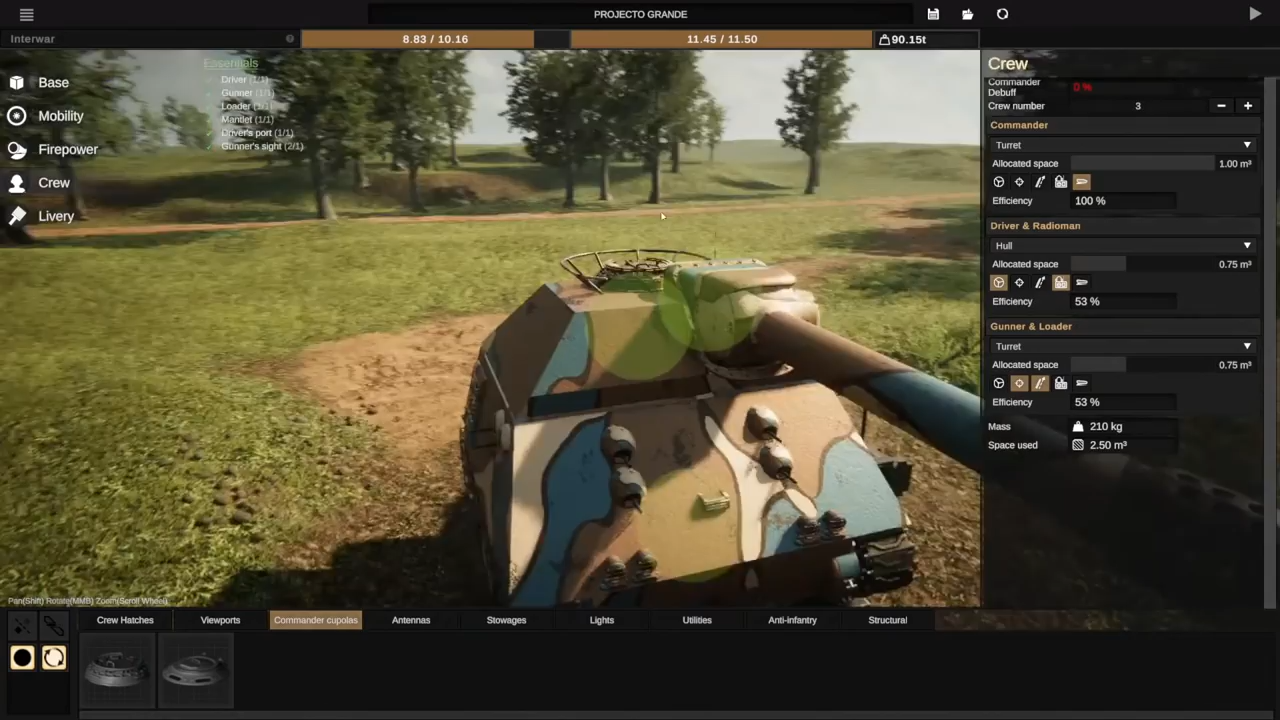 PROJECTO GRANDE
Interwar
8.83 / 10.16
11.45 / 11.50
90.15t
Base
Mobility
Firepower
Crew
Livery
Essentials
Driver (1/1)
Gunner (1/1)
Loader (1/1)
Mantlet (1/1)
Driver's port (1/1)
Gunner's sight (2/1)
Crew
Commander
Debuff
0 %
Crew number
3
Commander
Turret
Allocated space
1.00 m³
Efficiency
100 %
Driver & Radioman
Hull
Allocated space
0.75 m³
Efficiency
53 %
Gunner & Loader
Turret
Allocated space
0.75 m³
Efficiency
53 %
Mass
210 kg
Space used
2.50 m³
Pan(Shift) Rotate(MMB) Zoom(Scroll Wheel)
Crew Hatches
Viewports
Commander cupolas
Antennas
Stowages
Lights
Utilities
Anti-infantry
Structural